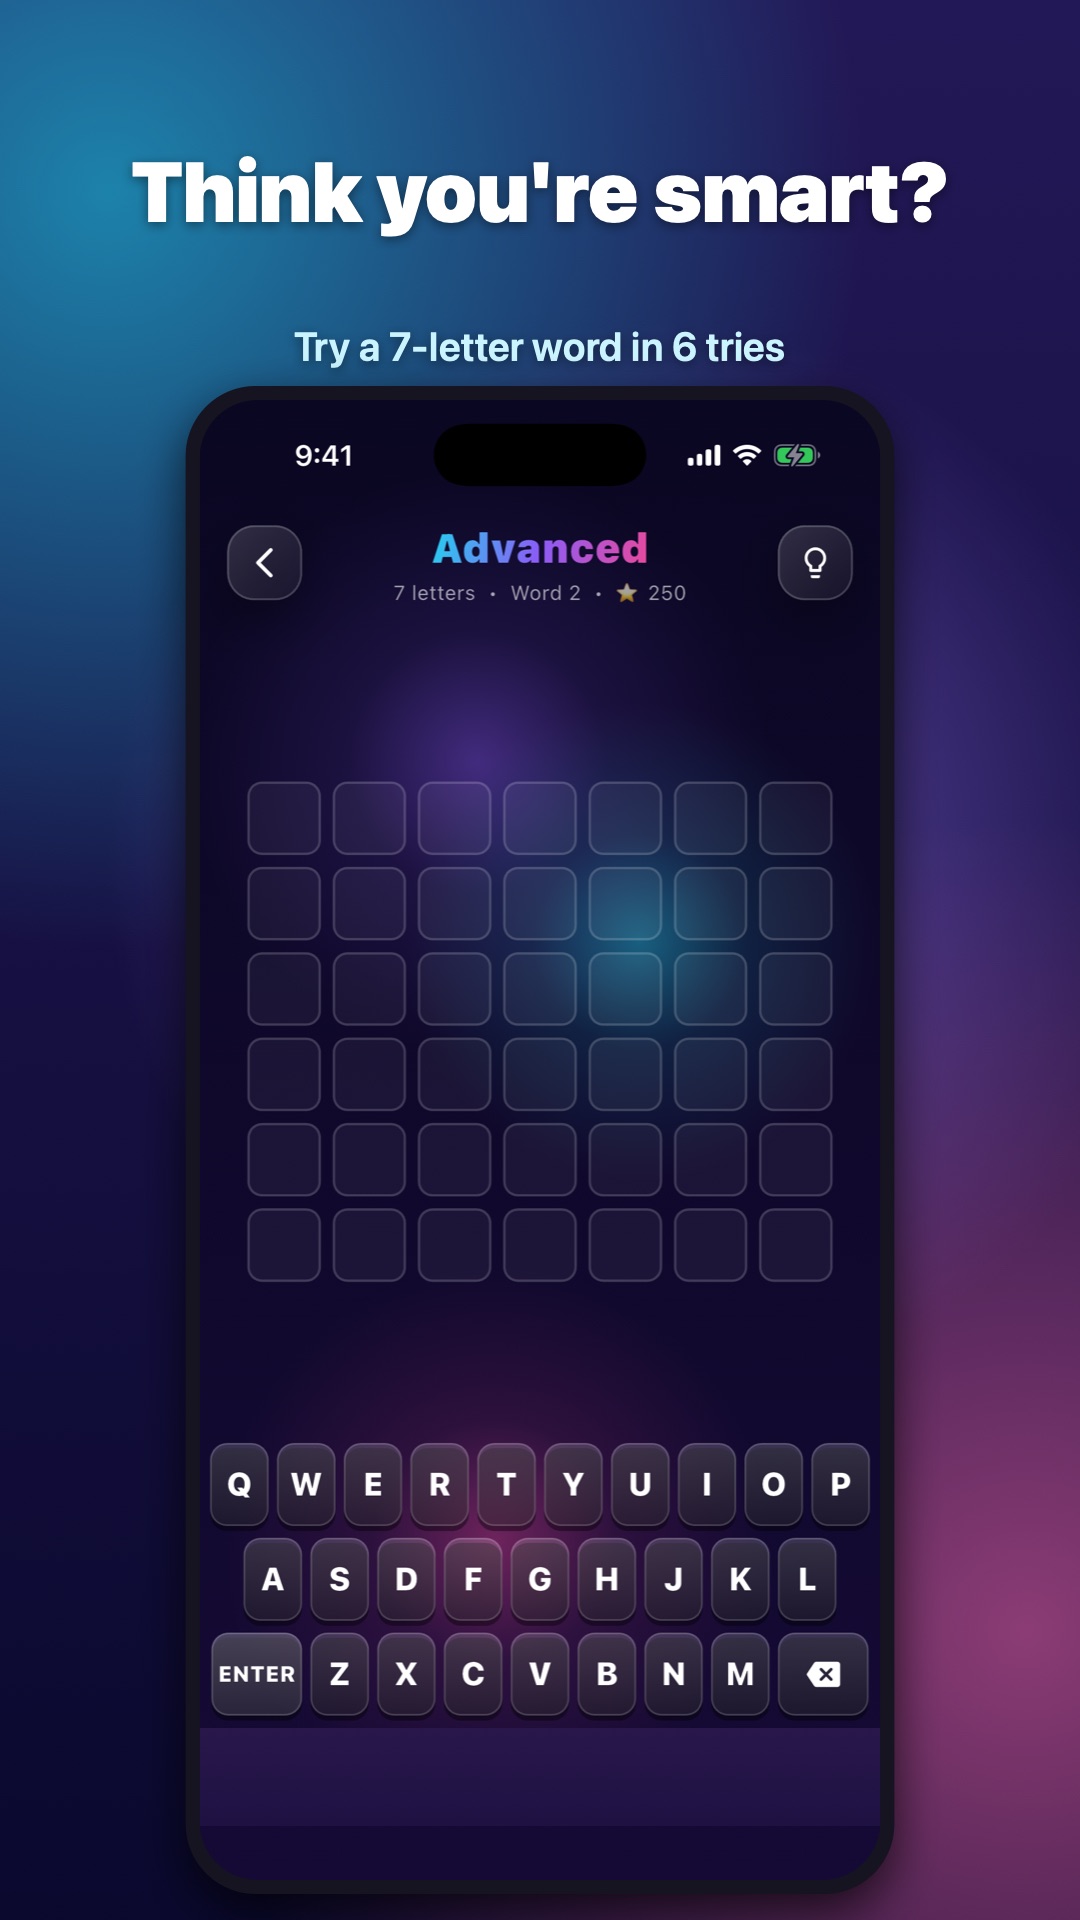 Think you're smart?
Try a 7-letter word in 6 tries
9:41
Advanced
7 letters • Word 2 • ⭐ 250
Q W E R T Y U I O P
A S D F G H J K L
ENTER Z X C V B N M